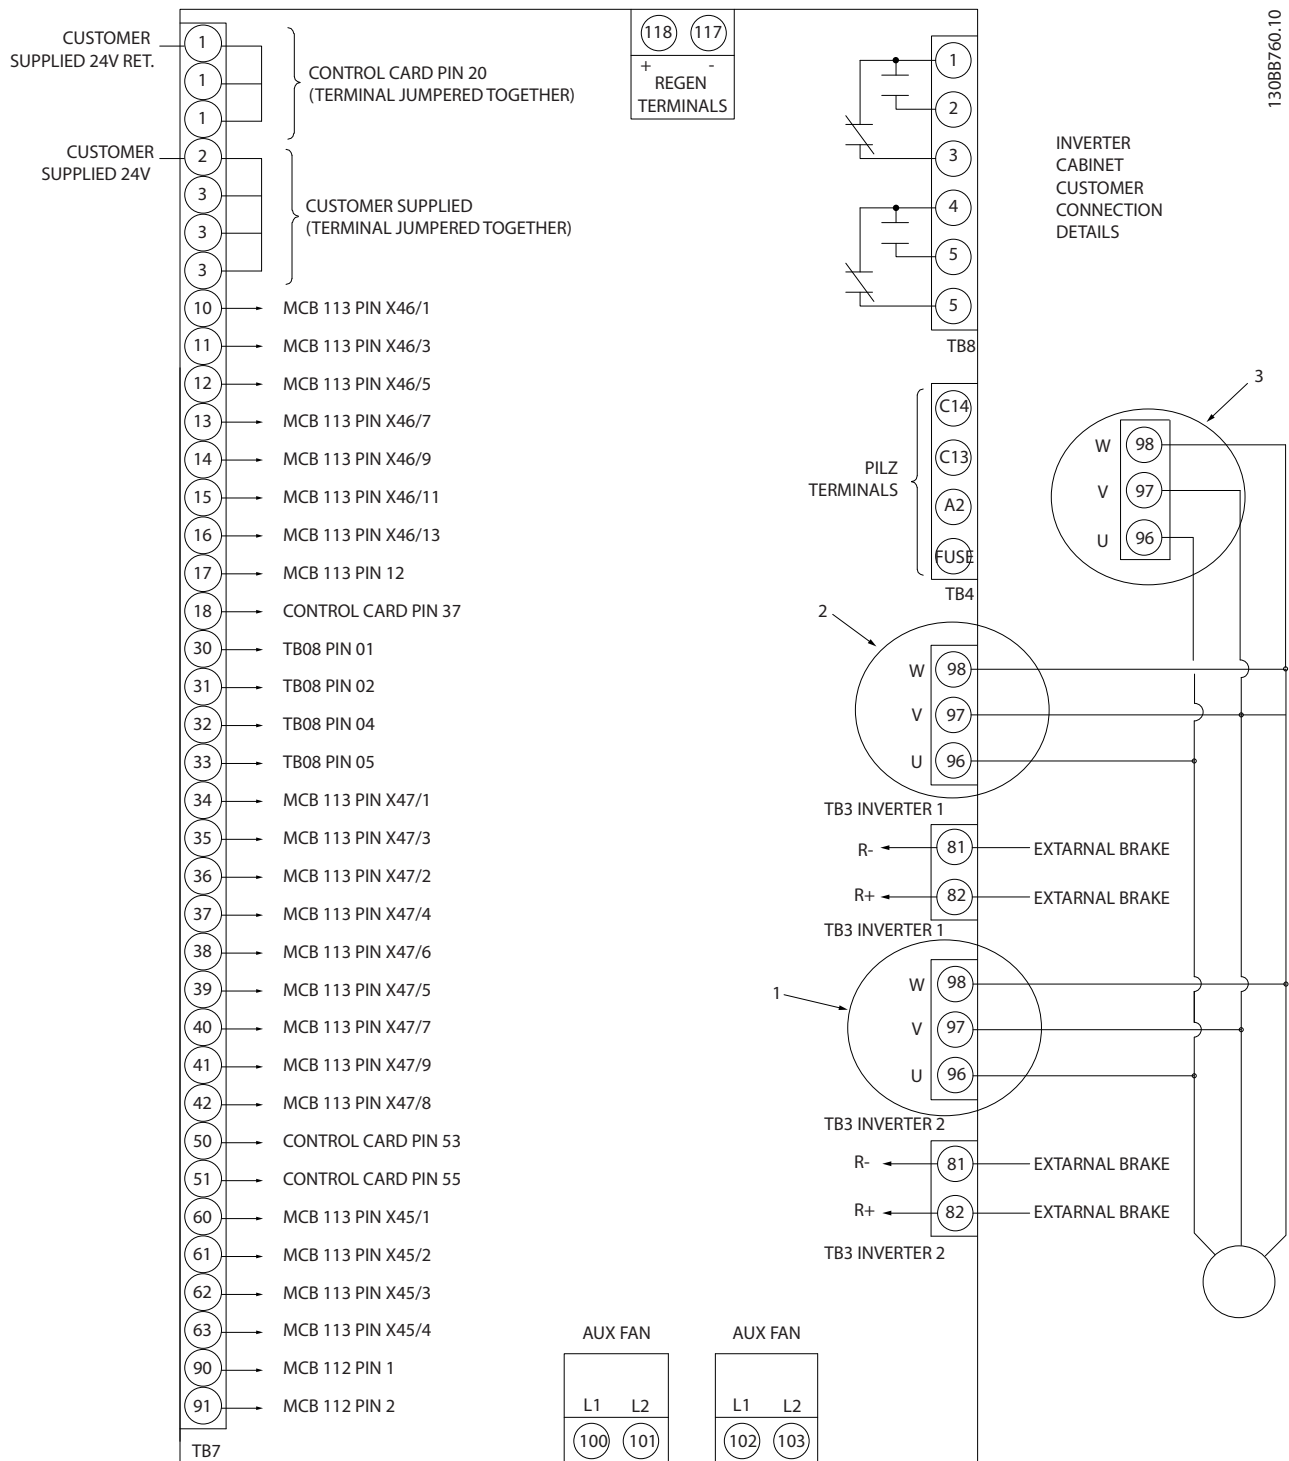 CUSTOMER
SUPPLIED 24V RET.
1
1
1
CONTROL CARD PIN 20
(TERMINAL JUMPERED TOGETHER)
CUSTOMER
SUPPLIED 24V
2
3
3
3
CUSTOMER SUPPLIED
(TERMINAL JUMPERED TOGETHER)
10 MCB 113 PIN X46/1
11 MCB 113 PIN X46/3
12 MCB 113 PIN X46/5
13 MCB 113 PIN X46/7
14 MCB 113 PIN X46/9
15 MCB 113 PIN X46/11
16 MCB 113 PIN X46/13
17 MCB 113 PIN 12
18 CONTROL CARD PIN 37
30 TB08 PIN 01
31 TB08 PIN 02
32 TB08 PIN 04
33 TB08 PIN 05
34 MCB 113 PIN X47/1
35 MCB 113 PIN X47/3
36 MCB 113 PIN X47/2
37 MCB 113 PIN X47/4
38 MCB 113 PIN X47/6
39 MCB 113 PIN X47/5
40 MCB 113 PIN X47/7
41 MCB 113 PIN X47/9
42 MCB 113 PIN X47/8
50 CONTROL CARD PIN 53
51 CONTROL CARD PIN 55
60 MCB 113 PIN X45/1
61 MCB 113 PIN X45/2
62 MCB 113 PIN X45/3
63 MCB 113 PIN X45/4
90 MCB 112 PIN 1
91 MCB 112 PIN 2
TB7
118 117
+ -
REGEN
TERMINALS
1
2
3
4
5
5
TB8
130BB760.10
INVERTER
CABINET
CUSTOMER
CONNECTION
DETAILS
PILZ
TERMINALS
C14
C13
A2
FUSE
TB4
3
W 98
V 97
U 96
2
W 98
V 97
U 96
TB3 INVERTER 1
R- 81 EXTARNAL BRAKE
R+ 82 EXTARNAL BRAKE
TB3 INVERTER 1
1
W 98
V 97
U 96
TB3 INVERTER 2
R- 81 EXTARNAL BRAKE
R+ 82 EXTARNAL BRAKE
TB3 INVERTER 2
AUX FAN
L1 L2
100 101
AUX FAN
L1 L2
102 103